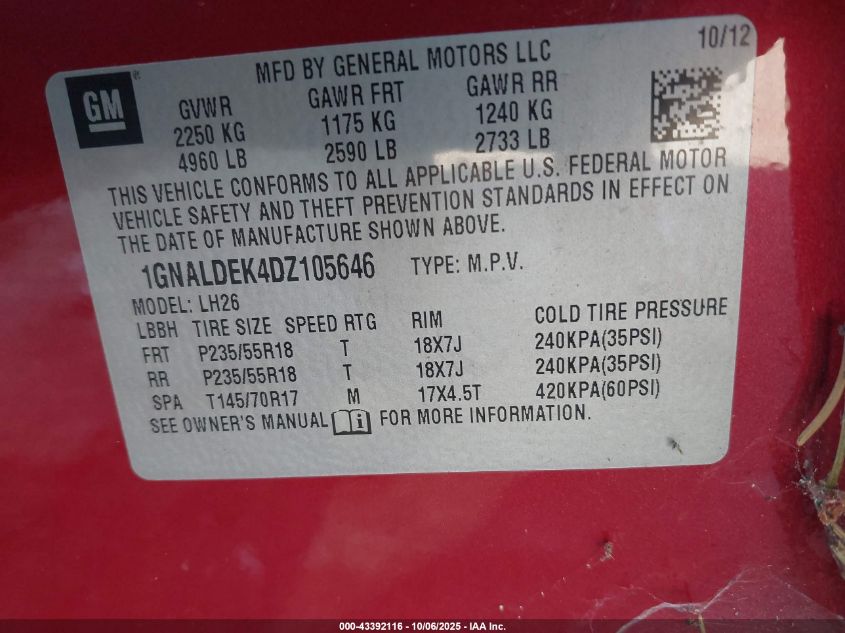 10/12
MFD BY GENERAL MOTORS LLC
GM
GVWR GAWR FRT GAWR RR
2250 KG 1175 KG 1240 KG
4960 LB 2590 LB 2733 LB
THIS VEHICLE CONFORMS TO ALL APPLICABLE U.S. FEDERAL MOTOR
VEHICLE SAFETY AND THEFT PREVENTION STANDARDS IN EFFECT ON
THE DATE OF MANUFACTURE SHOWN ABOVE.
1GNALDEK4DZ105646 TYPE: M.P.V.
MODEL: LH26
LBBH TIRE SIZE SPEED RTG RIM COLD TIRE PRESSURE
FRT P235/55R18 T 18X7J 240KPA(35PSI)
RR P235/55R18 T 18X7J 240KPA(35PSI)
SPA T145/70R17 M 17X4.5T 420KPA(60PSI)
SEE OWNER'S MANUAL FOR MORE INFORMATION.
000-43392116 - 10/06/2025 - IAA Inc.